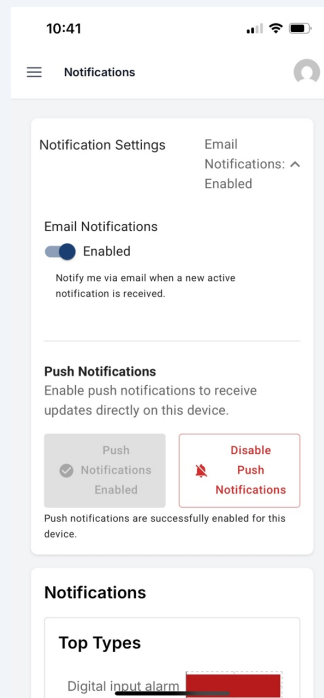 10:41
Notifications
Notification Settings
Email
Notifications:
Enabled
Email Notifications
Enabled
Notify me via email when a new active
notification is received.
Push Notifications
Enable push notifications to receive
updates directly on this device.
Push
Notifications
Enabled
Disable
Push
Notifications
Push notifications are successfully enabled for this
device.
Notifications
Top Types
Digital input alarm